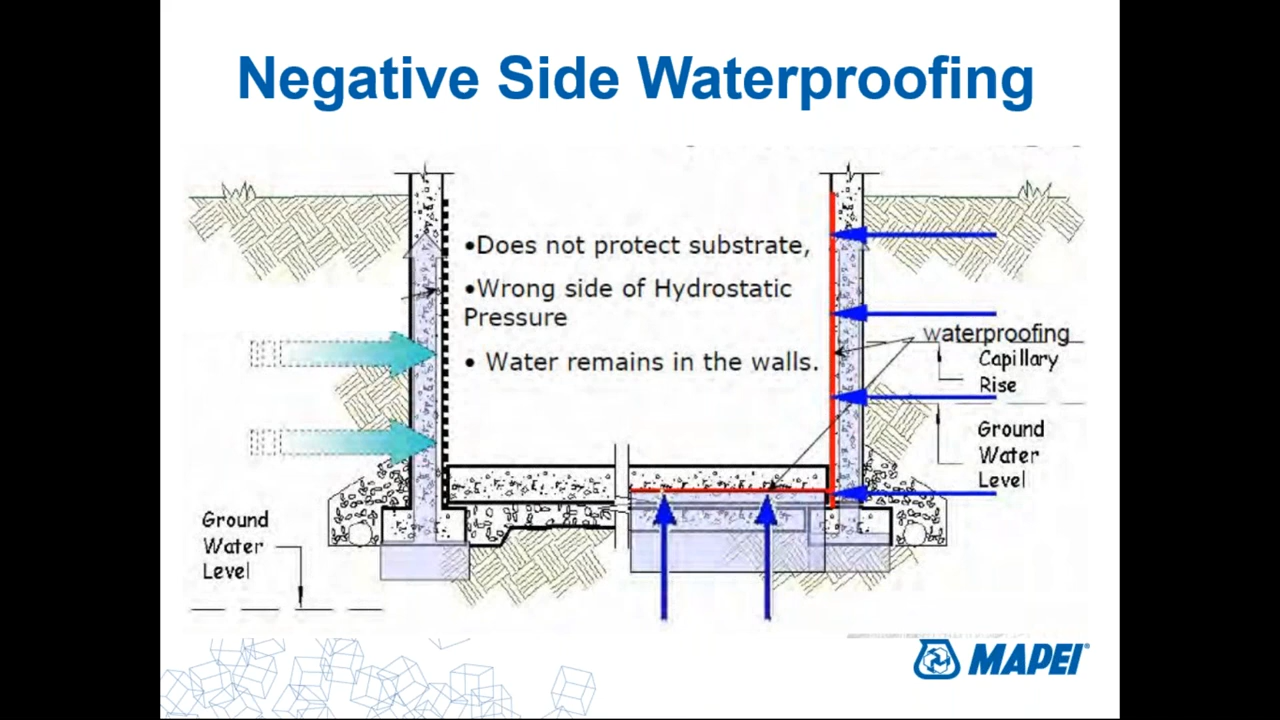 Negative Side Waterproofing
•Does not protect substrate,
•Wrong side of Hydrostatic
Pressure
• Water remains in the walls.
waterproofing
Capillary
Rise
Ground
Water
Level
Ground
Water
Level
MAPEI®